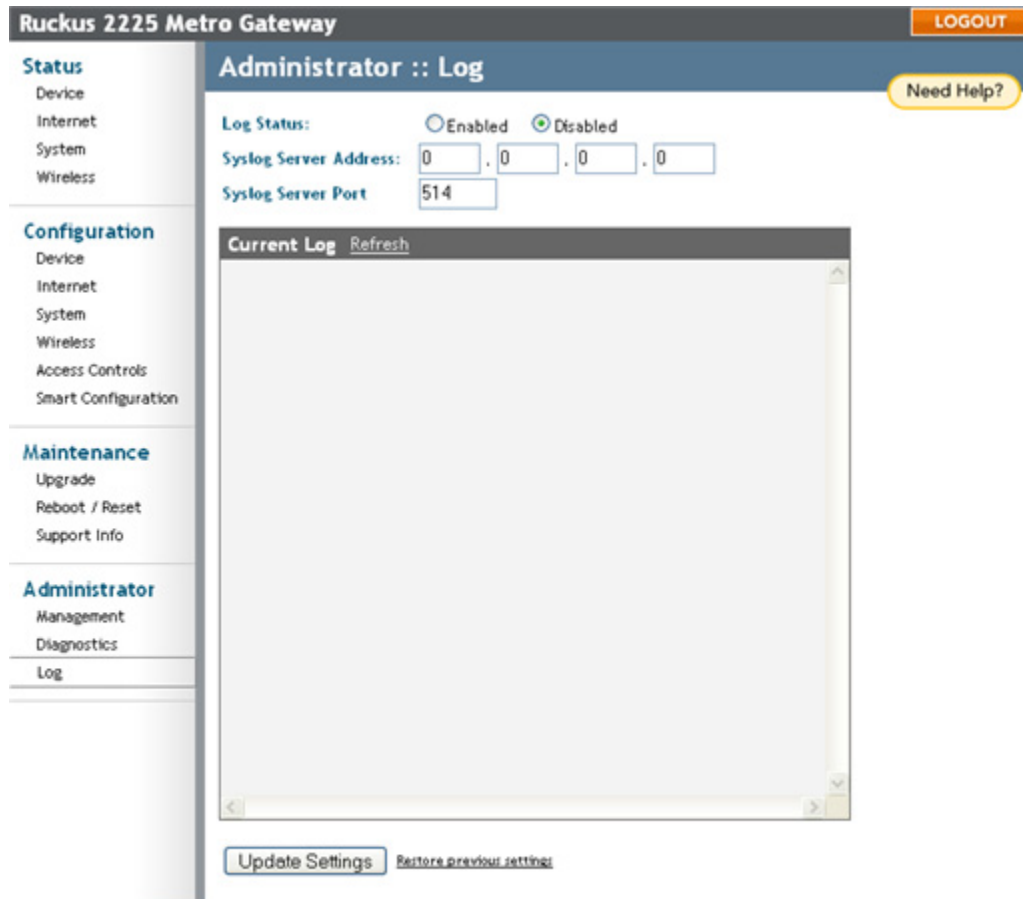 Ruckus 2225 Metro Gateway
LOGOUT
Status
Device
Internet
System
Wireless
Configuration
Device
Internet
System
Wireless
Access Controls
Smart Configuration
Maintenance
Upgrade
Reboot / Reset
Support Info
Administrator
Management
Diagnostics
Log
Administrator :: Log
Need Help?
Log Status: Enabled Disabled
Syslog Server Address: 0 . 0 . 0 . 0
Syslog Server Port 514
Current Log Refresh
Update Settings Restore previous settings